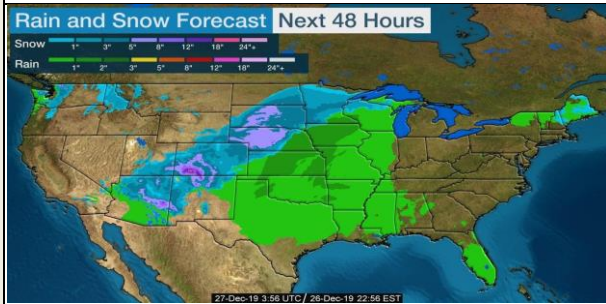 Rain and Snow Forecast Next 48 Hours
Snow
1" 3" 5" 8" 12" 18" 24"+
Rain
1" 2" 3" 5" 8" 12" 18" 24"+
27-Dec-19 3:56 UTC / 26-Dec-19 22:56 EST